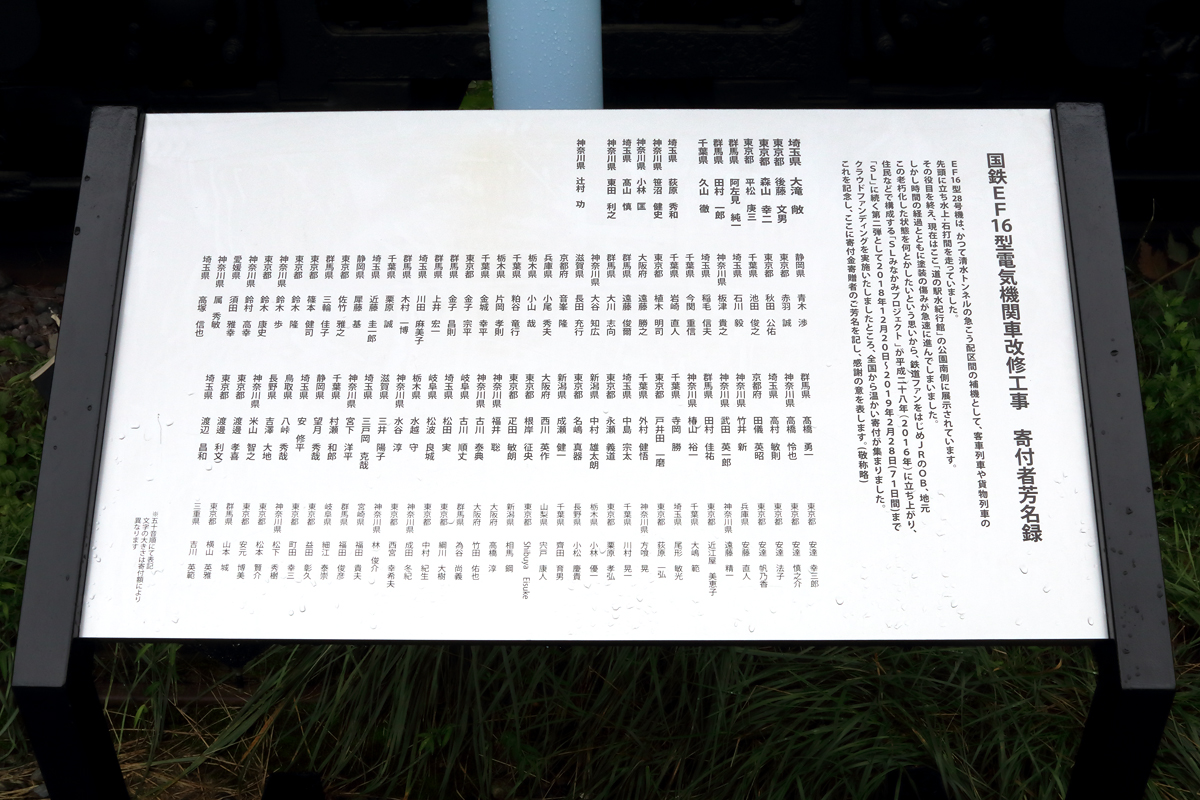 国鉄ＥＦ16型電気機関車改修工事　寄付者芳名録
ＥＦ16型28号機は、かつて清水トンネルの急こう配区間の補機として、客車列車や貨物列車の
先頭に立ち水上-石打間を走っていました。
その役目を終え、現在はここ「道の駅水紀行館」の公園南側に展示されています。
しかし時間の経過とともに塗装の傷みが急速に進んでしまいました。
この老朽化した状態を何とかしたいという思いから、鉄道ファンをはじめＪＲのＯＢ、地元
住民などで構成する「ＳＬみなかみプロジェクト」が平成二十八年（2016年）に立ち上がり、
「ＳＬ」に続く第二弾として2018年12月20日～2019年2月28日（71日間）まで
クラウドファンディングを実施いたしましたところ、全国から温かい寄付が集まりました。
これを記念し、ここに寄付金寄贈者のご芳名を記し、感謝の意を表します。（敬称略）
埼玉県　大滝　敞
東京都　後藤　文男
東京都　森山　幸二
東京都　平松　庚三
群馬県　阿左見　純一
群馬県　田村　一郎
千葉県　久山　徹
埼玉県　荻原　秀和
神奈川県　笹沼　健史
神奈川県　小林　匡
埼玉県　高山　慎
神奈川県　東田　利之
神奈川県　辻村　功
静岡県　青木　渉
東京都　赤羽　誠
東京都　秋田　公佑
千葉県　池田　俊之
埼玉県　石川　毅
神奈川県　板津　貴之
埼玉県　稲毛　信夫
千葉県　今関　重信
千葉県　岩崎　直人
東京都　植木　明司
大阪府　遠藤　勝之
群馬県　遠藤　俊爾
群馬県　大川　志向
神奈川県　大谷　知広
滋賀県　長田　充行
京都府　音峯　隆
兵庫県　小尾　秀夫
栃木県　小山　哉
千葉県　粕谷　竜行
栃木県　片岡　孝則
千葉県　金城　幸平
東京都　金子　宗平
群馬県　金子　昌則
群馬県　上井　宏一
埼玉県　川田　麻美子
群馬県　木村　一博
千葉県　栗原　誠
埼玉県　近藤　圭一郎
静岡県　犀藤　基
東京都　佐竹　雅之
群馬県　三輪　佳子
東京都　篠本　健司
東京都　鈴木　隆
神奈川県　鈴木　歩
東京都　鈴木　康史
神奈川県　鈴村　高幸
愛媛県　須田　雅幸
神奈川県　属　秀敏
埼玉県　高塚　信也
群馬県　髙橋　勇一
神奈川県　高橋　怜也
埼玉県　高村　敏則
京都府　田儀　英昭
神奈川県　竹井　新
神奈川県　武田　英一郎
群馬県　田村　佳祐
神奈川県　椿山　裕一
千葉県　寺岡　勝
東京都　戸井田　一磨
千葉県　外村　健悟
埼玉県　中島　宗太
東京都　永瀬　義道
新潟県　中村　雄太朗
東京都　名嶋　真器
新潟県　成瀬　健一
大阪府　西川　英作
東京都　根岸　征央
東京都　疋田　敏朗
神奈川県　福井　聡
神奈川県　古川　泰典
岐阜県　古川　順丈
埼玉県　松田　実
岐阜県　松波　良城
栃木県　水越　守
神奈川県　水谷　淳
滋賀県　三井　陽子
埼玉県　三戸岡　克哉
神奈川県　宮下　洋平
千葉県　村瀬　和郎
静岡県　望月　秀哉
埼玉県　安　修平
鳥取県　八峠　秀哉
長野県　吉澤　大地
神奈川県　米山　智之
東京都　渡邊　孝喜
東京都　渡邊　利文
埼玉県　渡辺　昌和
東京都　安達　幸三郎
東京都　安達　慎之介
東京都　安達　法子
東京都　安達　帆乃香
兵庫県　安藤　直人
神奈川県　遠藤　精一
東京都　近江屋　美恵子
千葉県　大嶋　範
埼玉県　尾形　敏光
東京都　荻原　一弘
神奈川県　方喰　晃
千葉県　川村　晃一
東京都　栗原　孝弘
栃木県　小林　優一
長野県　小松　慶貴
千葉県　齊田　育男
山梨県　宍戸　康人
東京都　Shibuya　Eisuke
新潟県　相馬　鋼
大阪府　高橋　誠
大阪府　竹田　佑也
群馬県　為谷　尚義
東京都　細川　大樹
東京都　中村　紀生
神奈川県　成田　冬紀
東京都　西宮　幸希夫
神奈川県　林　俊介
宮崎県　福田　貴夫
群馬県　福田　俊彦
岐阜県　細江　泰崇
東京都　益田　彰久
東京都　町田　幸三
神奈川県　松下　秀樹
東京都　松本　賢介
東京都　安元　博美
群馬県　山本　城
東京都　横山　英雅
三重県　吉川　英範
※五十音順にて表記
文字の大きさは寄付額により
異なります